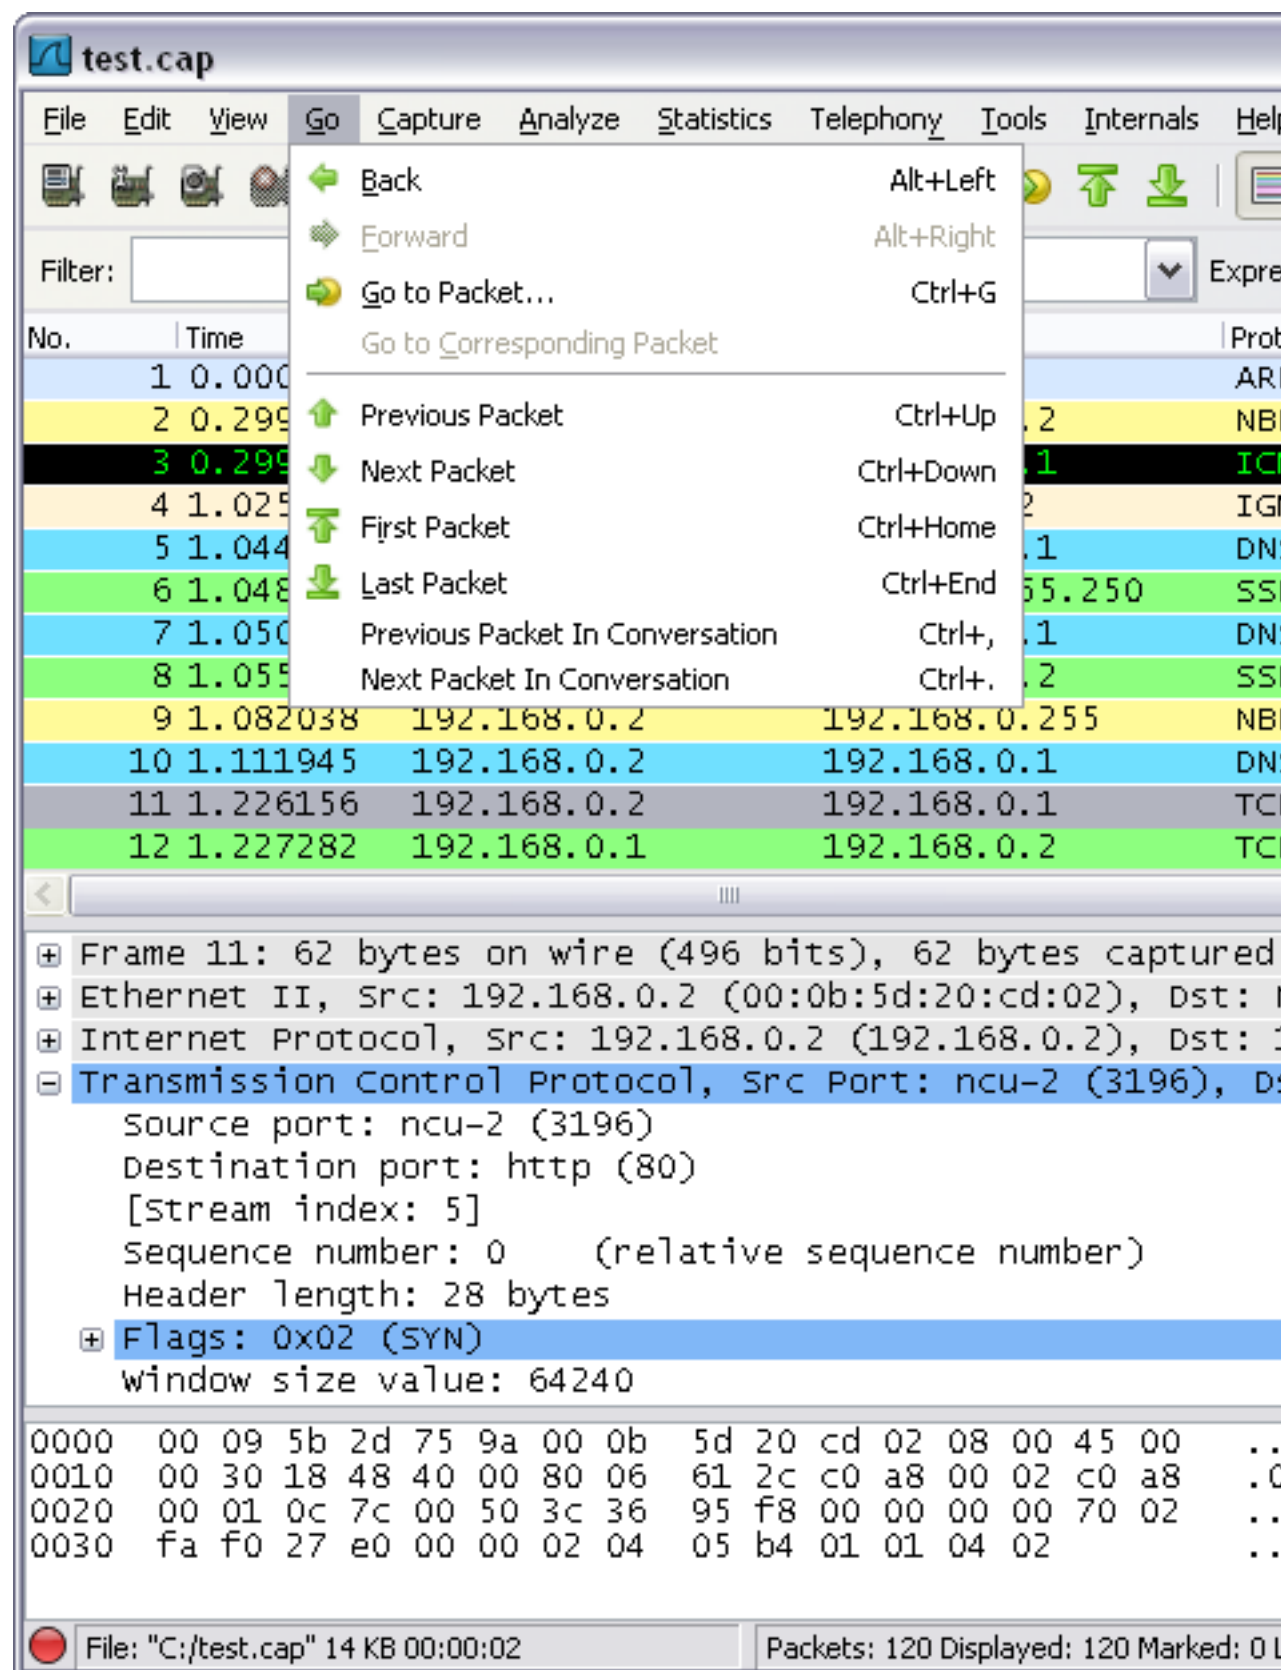 test.cap
File Edit View Go Capture Analyze Statistics Telephony Tools Internals Help
Back Alt+Left
Forward Alt+Right
Filter:
Go to Packet... Ctrl+G
Go to Corresponding Packet
No. Time
Previous Packet Ctrl+Up
Next Packet Ctrl+Down
First Packet Ctrl+Home
Last Packet Ctrl+End
Previous Packet In Conversation Ctrl+,
Next Packet In Conversation Ctrl+.
1 0.000
2 0.299 .2
3 0.299 .1
4 1.025 2
5 1.044 .1
6 1.048 55.250
7 1.050 .1
8 1.055 .2
9 1.082038 192.168.0.2 192.168.0.255
10 1.111945 192.168.0.2 192.168.0.1
11 1.226156 192.168.0.2 192.168.0.1
12 1.227282 192.168.0.1 192.168.0.2
Frame 11: 62 bytes on wire (496 bits), 62 bytes captured
Ethernet II, Src: 192.168.0.2 (00:0b:5d:20:cd:02), Dst:
Internet Protocol, Src: 192.168.0.2 (192.168.0.2), Dst:
Transmission Control Protocol, Src Port: ncu-2 (3196),
Source port: ncu-2 (3196)
Destination port: http (80)
[Stream index: 5]
Sequence number: 0 (relative sequence number)
Header length: 28 bytes
Flags: 0x02 (SYN)
Window size value: 64240
0000 00 09 5b 2d 75 9a 00 0b 5d 20 cd 02 08 00 45 00 ..
0010 00 30 18 48 40 00 80 06 61 2c c0 a8 00 02 c0 a8 .0
0020 00 01 0c 7c 00 50 3c 36 95 f8 00 00 00 00 70 02 ..
0030 fa f0 27 e0 00 00 02 04 05 b4 01 01 04 02 ..
File: "C:/test.cap" 14 KB 00:00:02 Packets: 120 Displayed: 120 Marked: 0